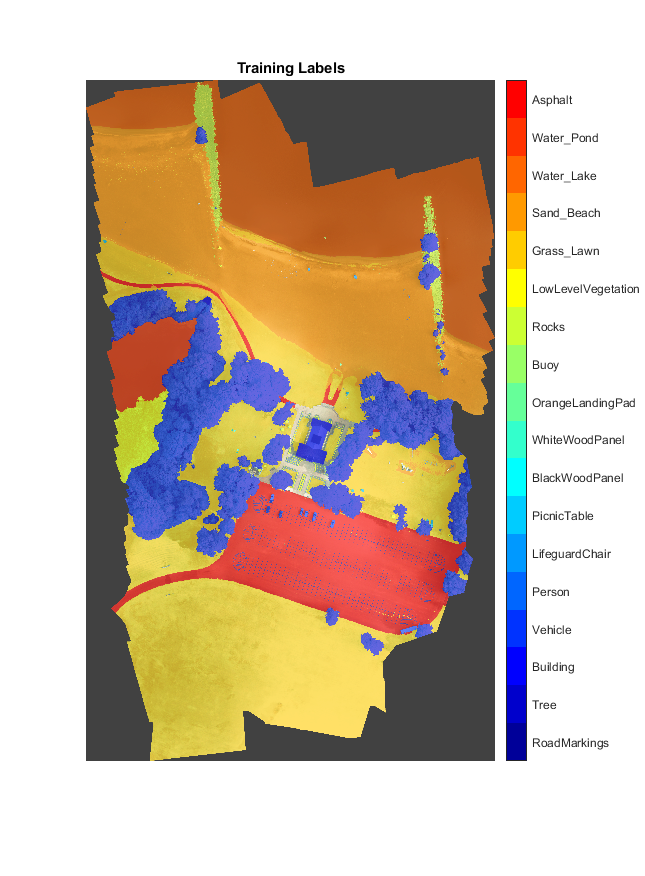 Training Labels
Asphalt
Water_Pond
Water_Lake
Sand_Beach
Grass_Lawn
LowLevelVegetation
Rocks
Buoy
OrangeLandingPad
WhiteWoodPanel
BlackWoodPanel
PicnicTable
LifeguardChair
Person
Vehicle
Building
Tree
RoadMarkings